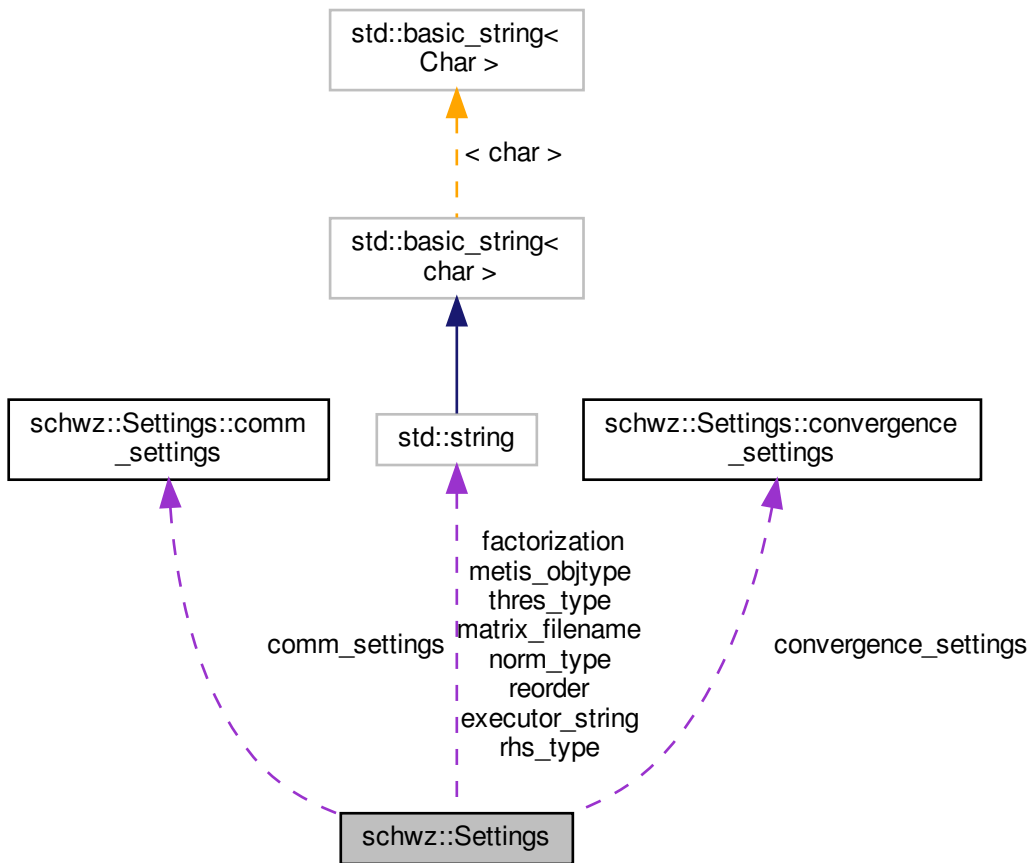 std::basic_string<
Char >
< char >
std::basic_string<
char >
schwz::Settings::comm
_settings
std::string
schwz::Settings::convergence
_settings
factorization
metis_objtype
thres_type
matrix_filename
norm_type
reorder
executor_string
rhs_type
comm_settings
convergence_settings
schwz::Settings